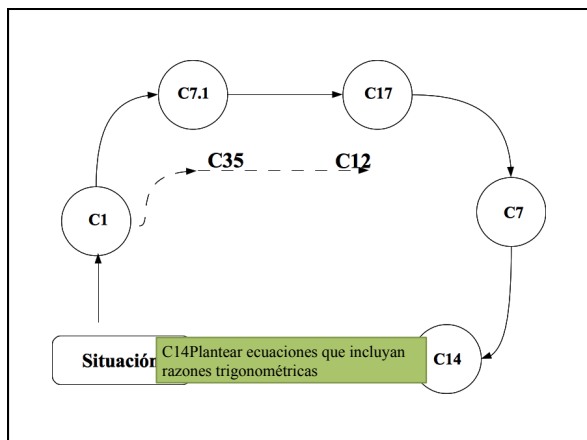 C7.1
C17
C35
C12
C1
C7
Situación
C14Plantear ecuaciones que incluyan
razones trigonométricas
C14